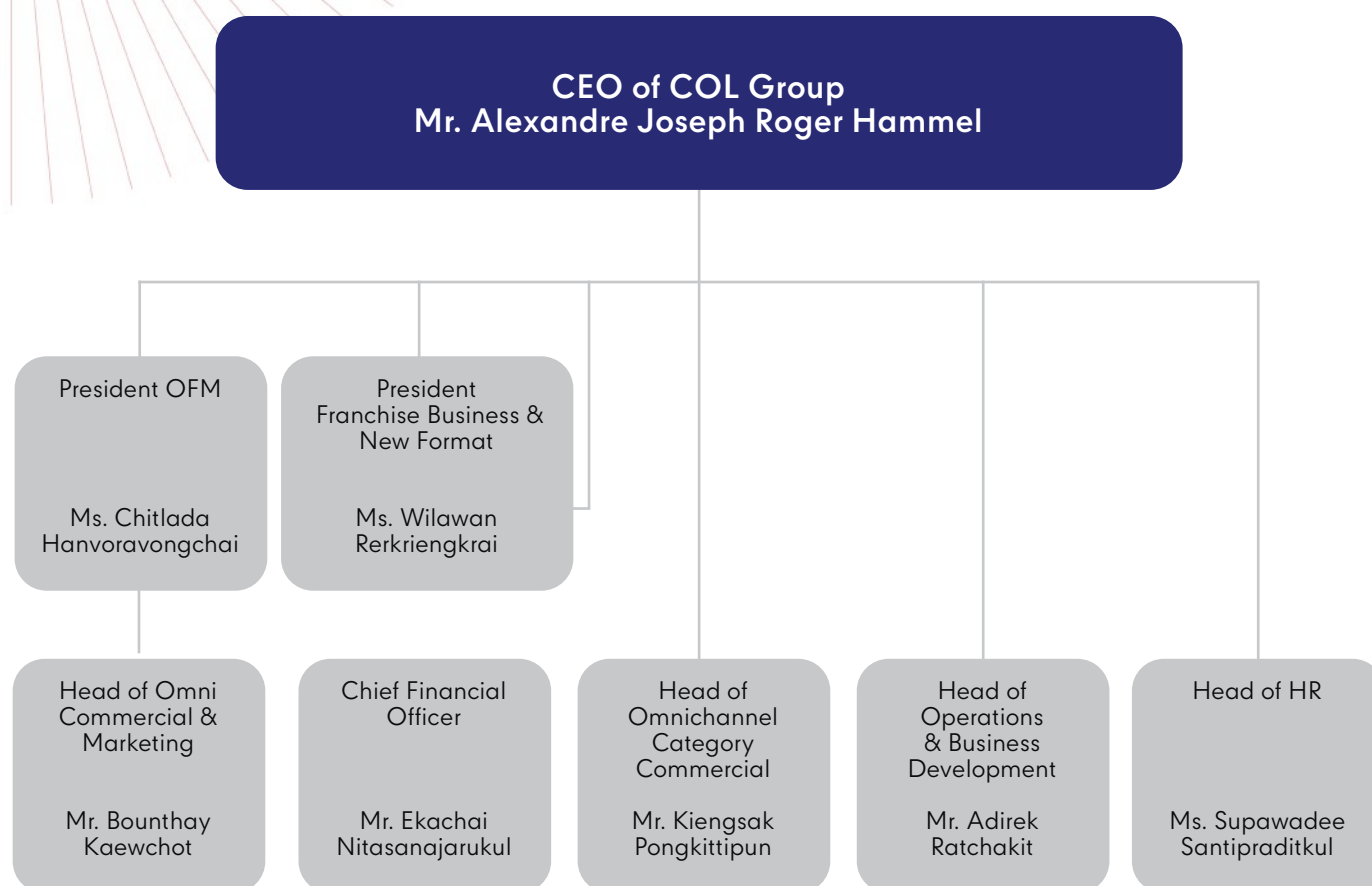 CEO of COL Group
Mr. Alexandre Joseph Roger Hammel
President OFM
Ms. Chitlada
Hanvoravongchai
President
Franchise Business &
New Format
Ms. Wilawan
Rerkriengkrai
Head of Omni
Commercial &
Marketing
Mr. Bounthay
Kaewchot
Chief Financial
Officer
Mr. Ekachai
Nitasanajarukul
Head of
Omnichannel
Category
Commercial
Mr. Kiengsak
Pongkittipun
Head of
Operations
& Business
Development
Mr. Adirek
Ratchakit
Head of HR
Ms. Supawadee
Santipraditkul